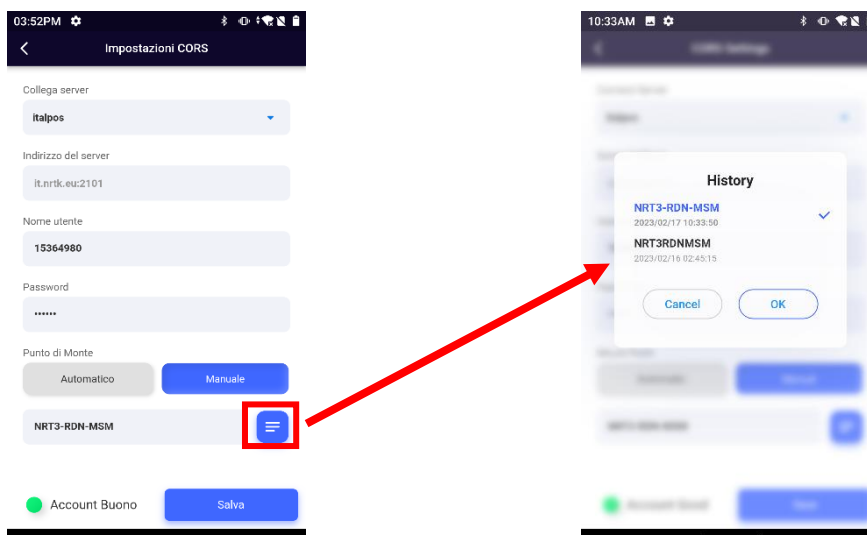 03:52PM
Impostazioni CORS
Collega server
italpos
Indirizzo del server
it.nrtk.eu:2101
Nome utente
15364980
Password
••••••
Punto di Monte
Automatico Manuale
NRT3-RDN-MSM
Account Buono Salva
10:33AM
CORS Settings
History
NRT3-RDN-MSM
2023/02/17 10:33:50
NRT3RDNMSM
2023/02/16 02:45:15
Cancel OK